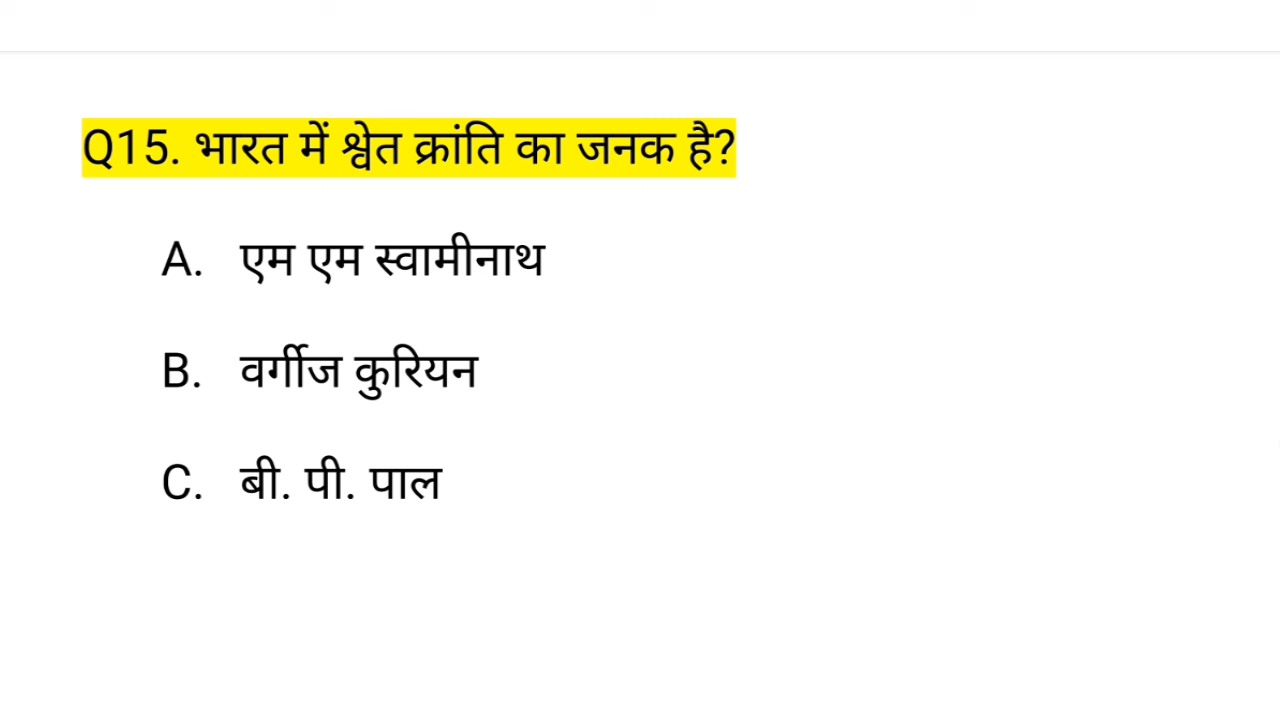 Q15. भारत में श्वेत क्रांति का जनक है?
A. एम एम स्वामीनाथ
B. वर्गीज कुरियन
C. बी. पी. पाल